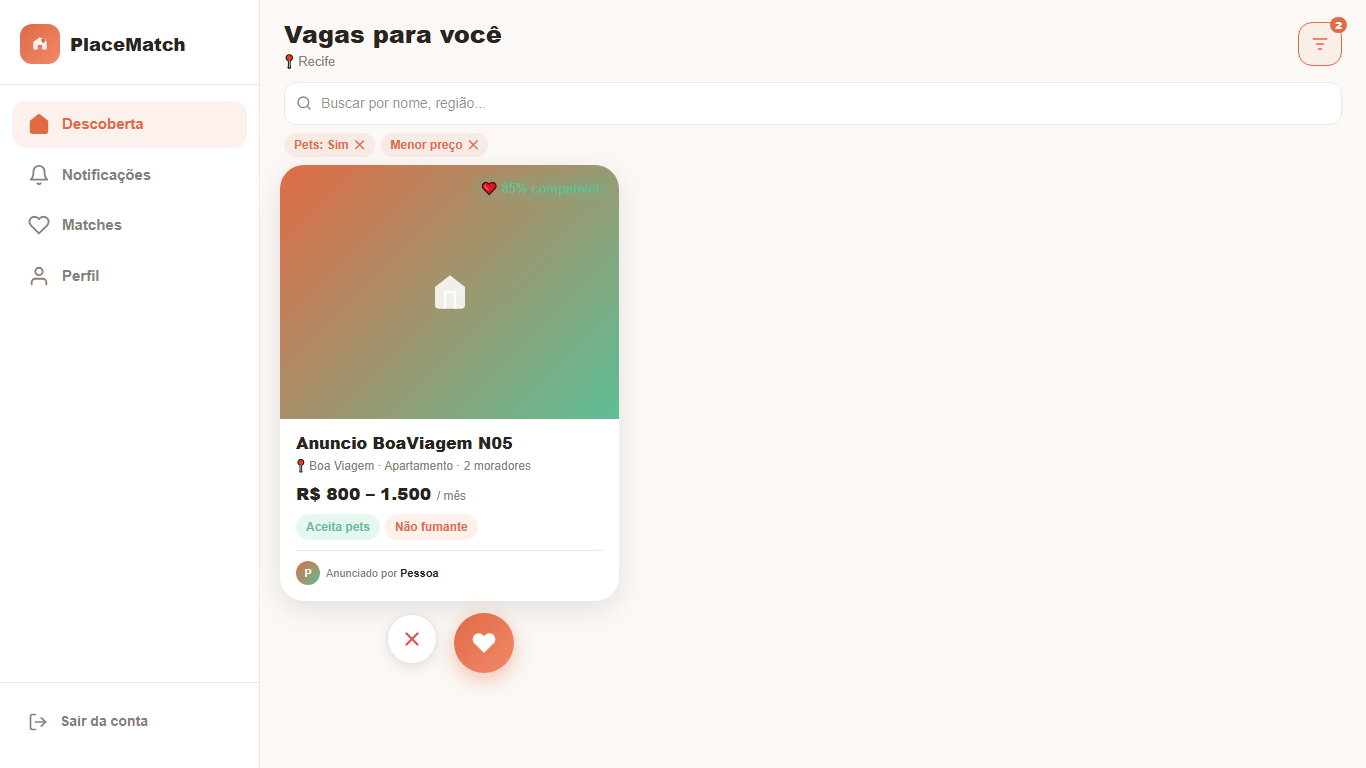 PlaceMatch
Descoberta
Notificações
Matches
Perfil
Sair da conta
Vagas para você
Recife
2
Buscar por nome, região...
Pets: Sim
Menor preço
85% compatível
Anuncio BoaViagem N05
Boa Viagem · Apartamento · 2 moradores
R$ 800 – 1.500 / mês
Aceita pets Não fumante
P Anunciado por Pessoa